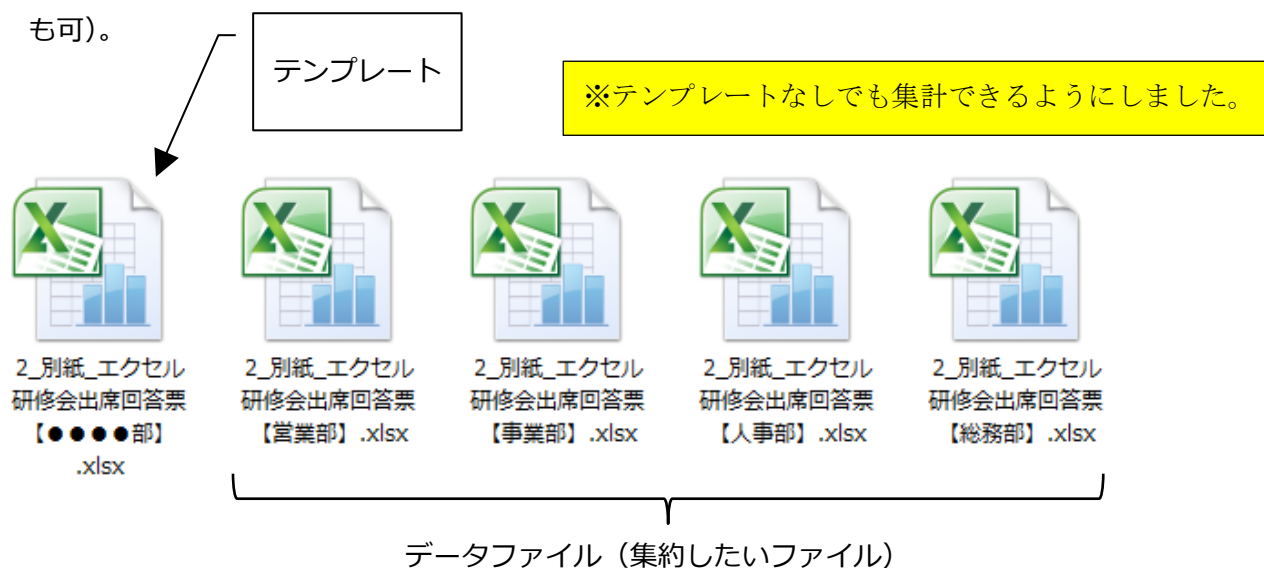 も可）。
テンプレート
※テンプレートなしでも集計できるようにしました。
2_別紙_エクセル
研修会出席回答票
【●●●●部】
.xlsx
2_別紙_エクセル
研修会出席回答票
【営業部】.xlsx
2_別紙_エクセル
研修会出席回答票
【事業部】.xlsx
2_別紙_エクセル
研修会出席回答票
【人事部】.xlsx
2_別紙_エクセル
研修会出席回答票
【総務部】.xlsx
データファイル（集約したいファイル）